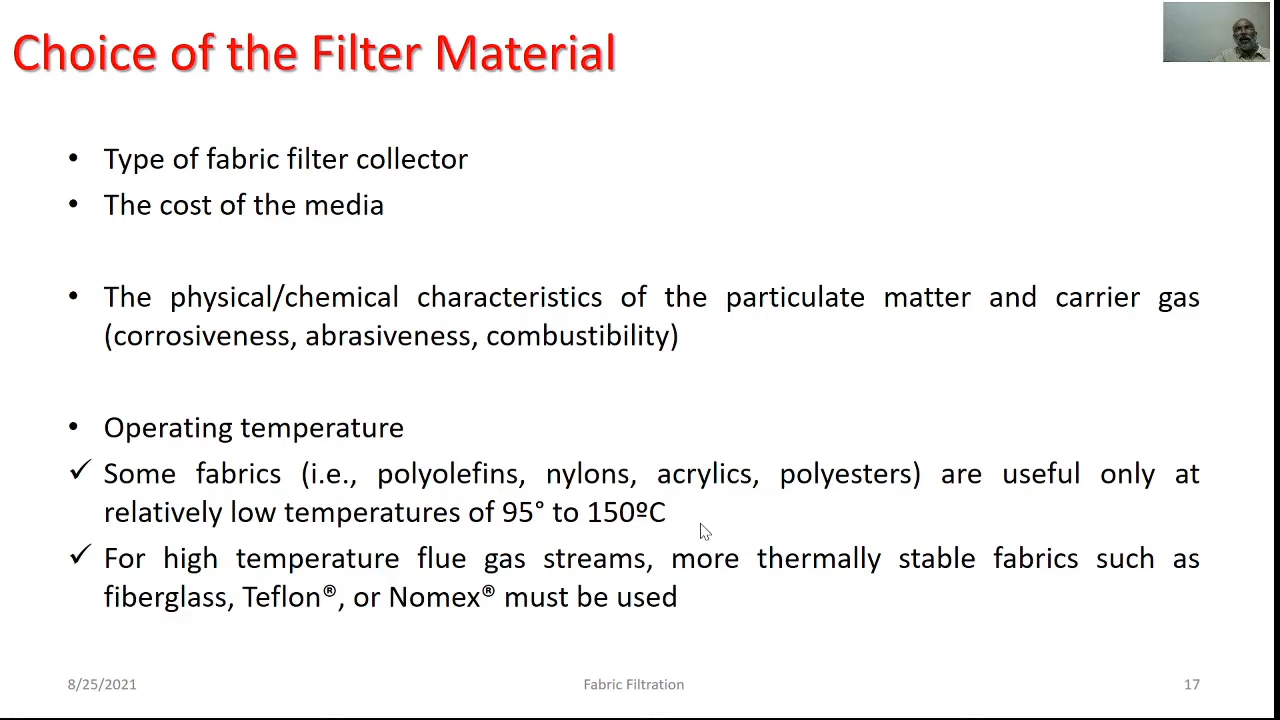 Choice of the Filter Material
• Type of fabric filter collector
• The cost of the media
• The physical/chemical characteristics of the particulate matter and carrier gas
(corrosiveness, abrasiveness, combustibility)
• Operating temperature
✓ Some fabrics (i.e., polyolefins, nylons, acrylics, polyesters) are useful only at
relatively low temperatures of 95° to 150ºC
✓ For high temperature flue gas streams, more thermally stable fabrics such as
fiberglass, Teflon®, or Nomex® must be used
8/25/2021 Fabric Filtration 17